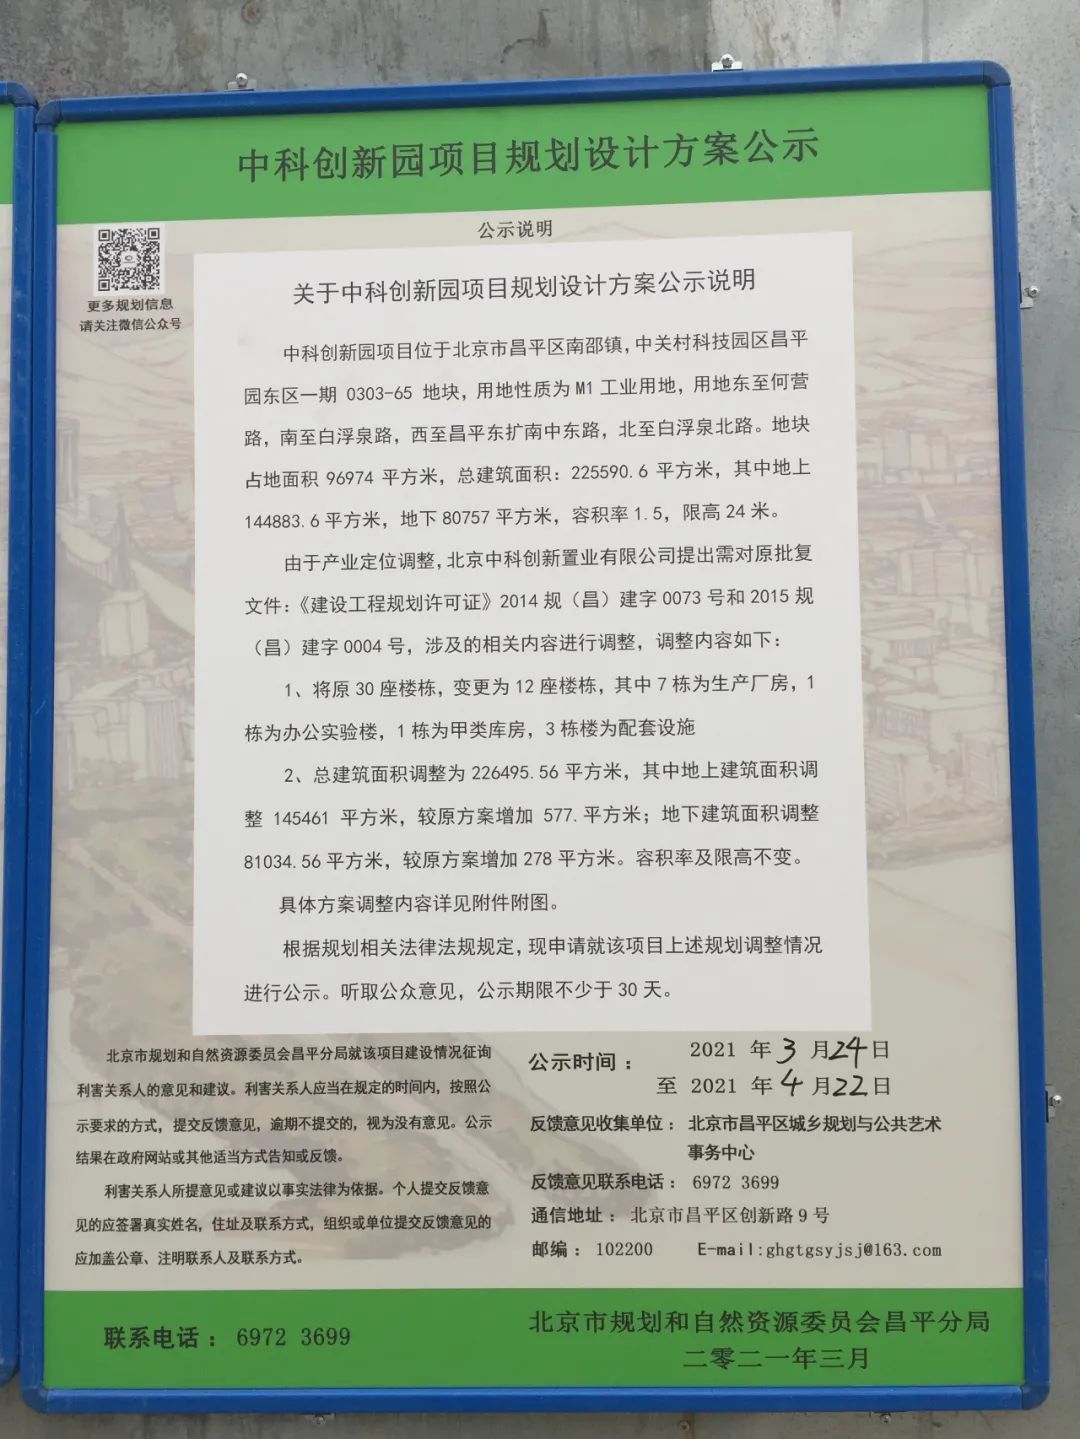 中科创新园项目规划设计方案公示
公示说明
更多规划信息
请关注微信公众号
关于中科创新园项目规划设计方案公示说明
中科创新园项目位于北京市昌平区南邵镇，中关村科技园区昌平
园东区一期 0303-65 地块，用地性质为 M1 工业用地，用地东至何营
路，南至白浮泉路，西至昌平东扩南中东路，北至白浮泉北路。地块
占地面积 96974 平方米，总建筑面积：225590.6 平方米，其中地上
144883.6 平方米，地下 80757 平方米，容积率 1.5，限高 24 米。
由于产业定位调整，北京中科创新置业有限公司提出需对原批复
文件：《建设工程规划许可证》2014 规（昌）建字 0073 号和 2015 规
（昌）建字 0004 号，涉及的相关内容进行调整，调整内容如下：
1、将原 30 座楼栋，变更为 12 座楼栋，其中 7 栋为生产厂房，1
栋为办公实验楼，1 栋为甲类库房，3 栋楼为配套设施
2、总建筑面积调整为 226495.56 平方米，其中地上建筑面积调
整 145461 平方米，较原方案增加 577.平方米；地下建筑面积调整
81034.56 平方米，较原方案增加 278 平方米。容积率及限高不变。
具体方案调整内容详见附件附图。
根据规划相关法律法规规定，现申请就该项目上述规划调整情况
进行公示。听取公众意见，公示期限不少于 30 天。
北京市规划和自然资源委员会昌平分局就该项目建设情况征询
利害关系人的意见和建议。利害关系人应当在规定的时间内，按照公
示要求的方式，提交反馈意见，逾期不提交的，视为没有意见。公示
结果在政府网站或其他适当方式告知或反馈。
利害关系人所提意见或建议以事实法律为依据。个人提交反馈意
见的应签署真实姓名，住址及联系方式，组织或单位提交反馈意见的
应加盖公章、注明联系人及联系方式。
公示时间：2021 年 3 月 24 日
至 2021 年 4 月 22 日
反馈意见收集单位：北京市昌平区城乡规划与公共艺术
事务中心
反馈意见联系电话：6972 3699
通信地址：北京市昌平区创新路 9 号
邮编：102200 E-mail:ghgtgsyjsj@163.com
联系电话：6972 3699
北京市规划和自然资源委员会昌平分局
二零二一年三月